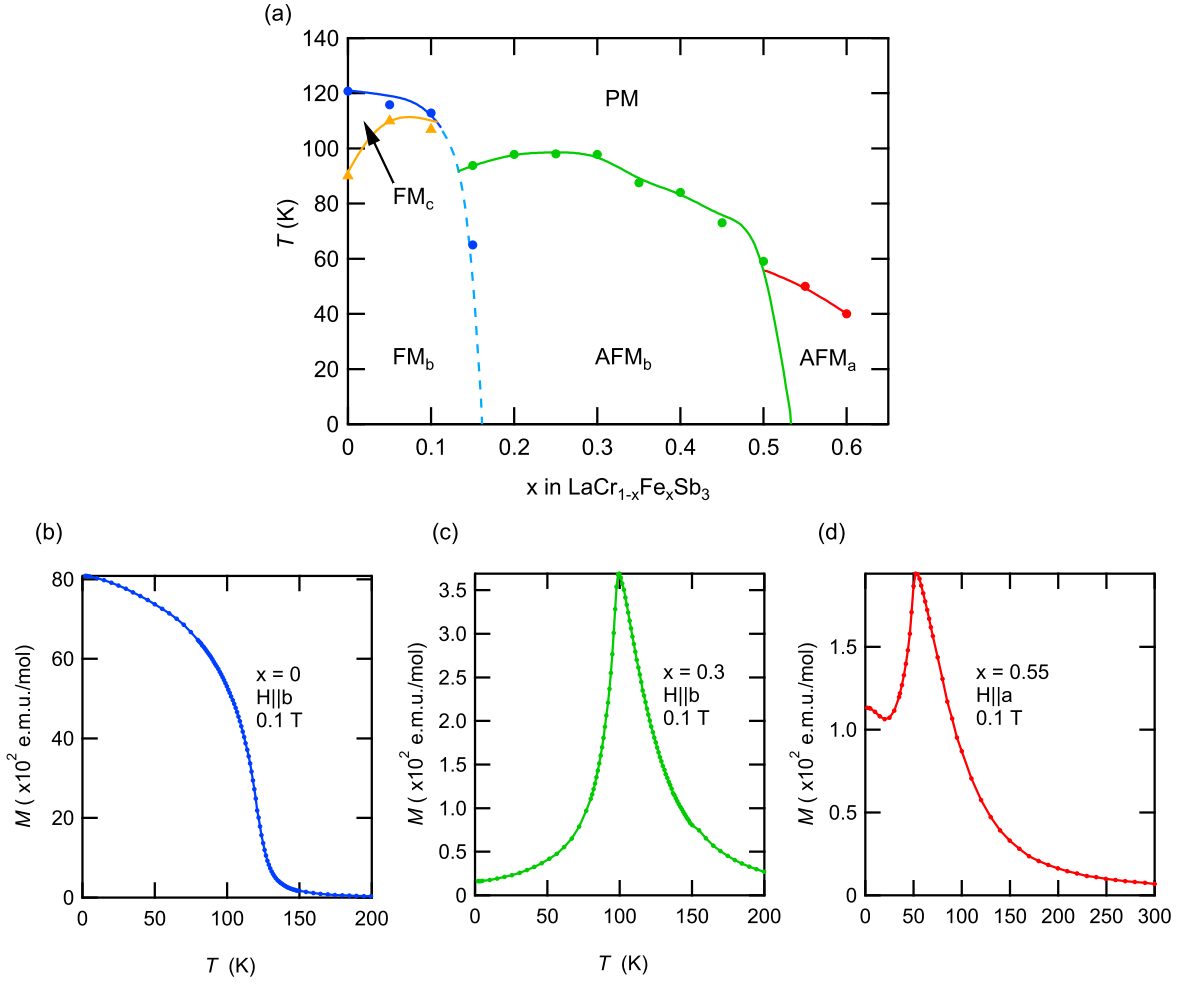 (a)
140
120
100
80
60
40
20
0
T (K)
PM
FMc
FMb
AFMb
AFMa
0 0.1 0.2 0.3 0.4 0.5 0.6
x in LaCr1-xFexSb3
(b)
80
60
40
20
0
M ( x102 e.m.u./mol)
x = 0
H||b
0.1 T
0 50 100 150 200
T (K)
(c)
3.5
3.0
2.5
2.0
1.5
1.0
0.5
0
M ( x102 e.m.u./mol)
x = 0.3
H||b
0.1 T
0 50 100 150 200
T (K)
(d)
1.5
1.0
0.5
0
x = 0.55
H||a
0.1 T
0 50 100 150 200 250 300